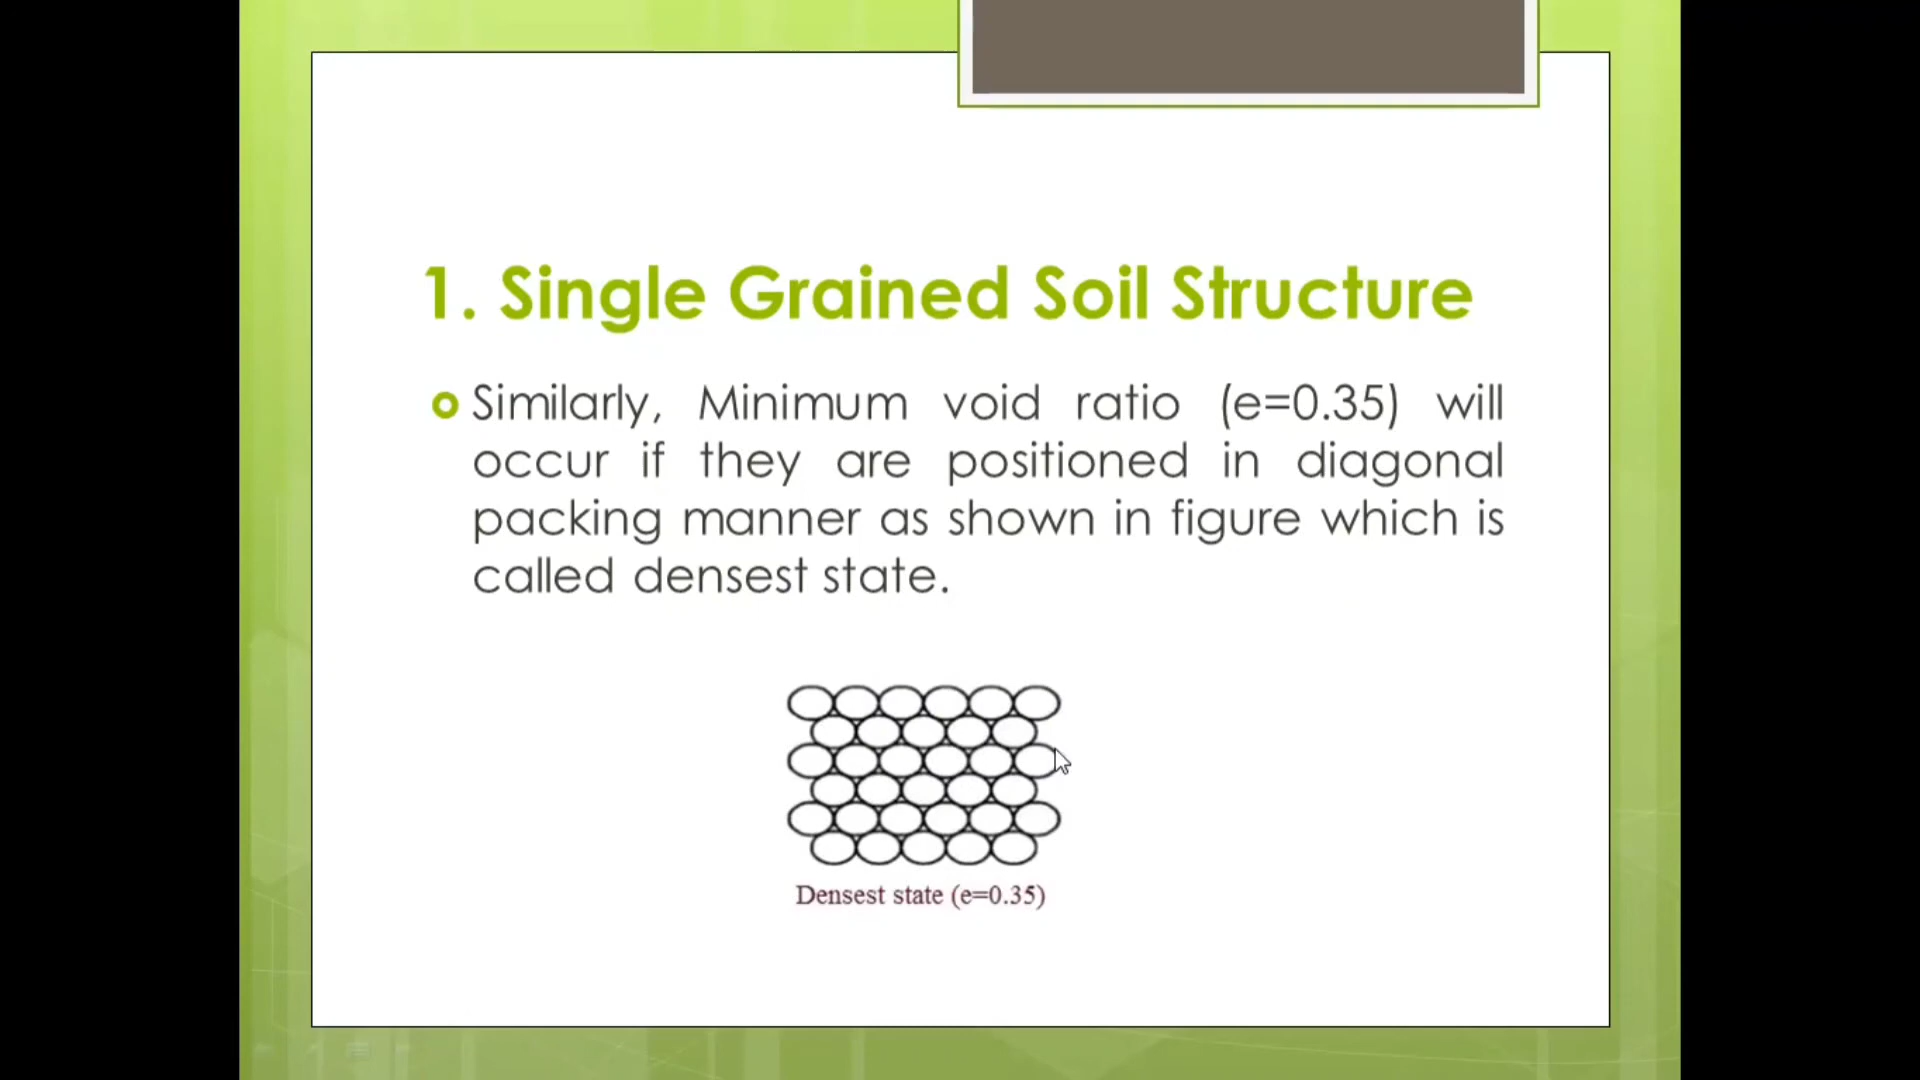 1. Single Grained Soil Structure
Similarly, Minimum void ratio (e=0.35) will
occur if they are positioned in diagonal
packing manner as shown in figure which is
called densest state.
Densest state (e=0.35)